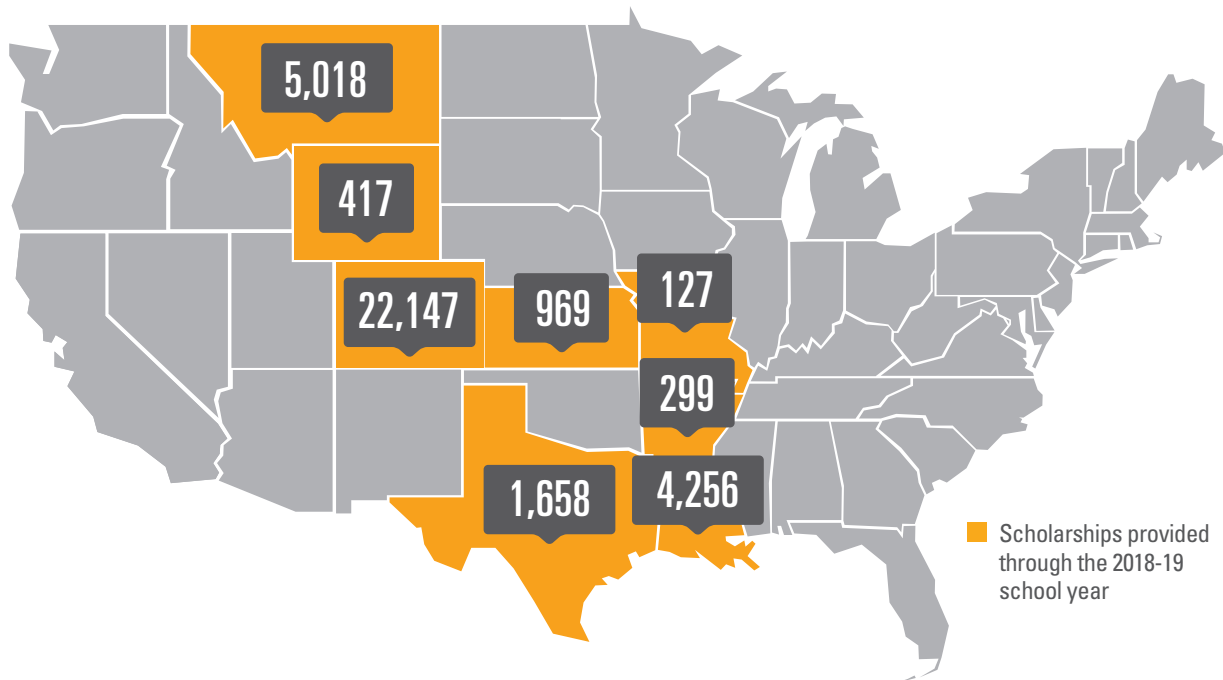 5,018
417
22,147
969
127
299
1,658
4,256
Scholarships provided
through the 2018-19
school year